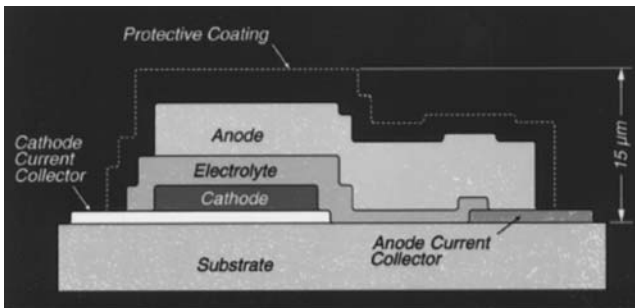 Protective Coating
Cathode
Current
Collector
Anode
Electrolyte
Cathode
Substrate
Anode Current
Collector
15 µm